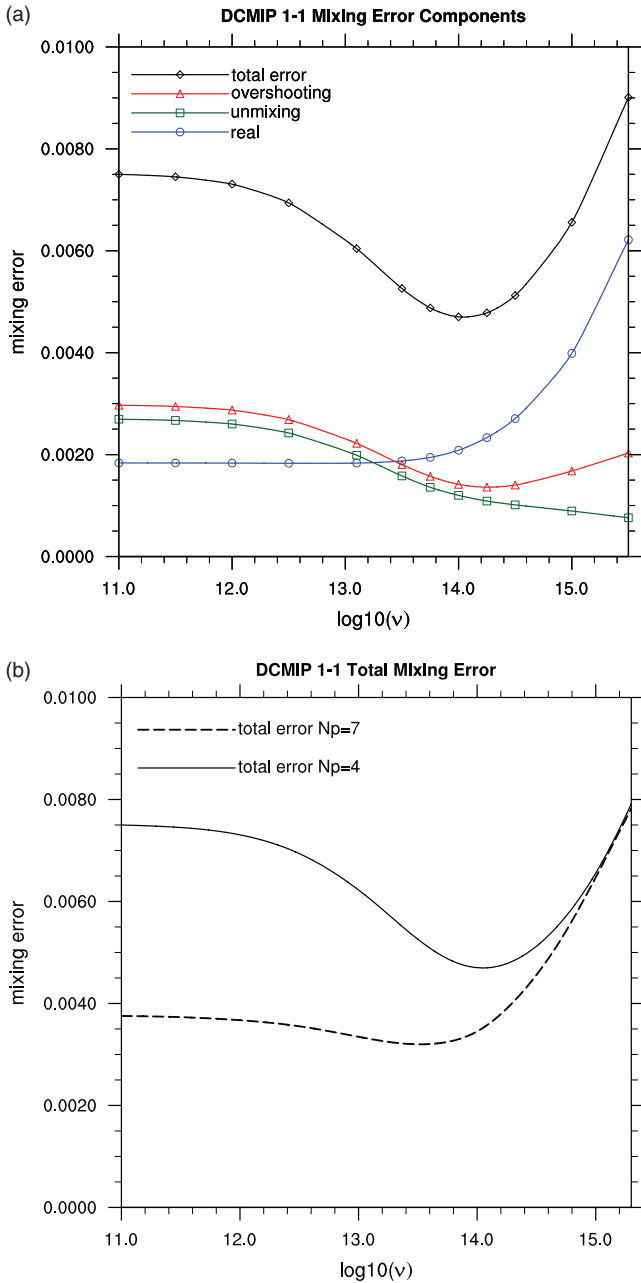 (a)
DCMIP 1-1 Mixing Error Components
0.0100
0.0080
0.0060
0.0040
0.0020
0.0000
mixing error
total error
overshooting
unmixing
real
11.0 12.0 13.0 14.0 15.0
log10(ν)
(b)
DCMIP 1-1 Total Mixing Error
0.0100
0.0080
0.0060
0.0040
0.0020
0.0000
mixing error
total error Np=7
total error Np=4
11.0 12.0 13.0 14.0 15.0
log10(ν)